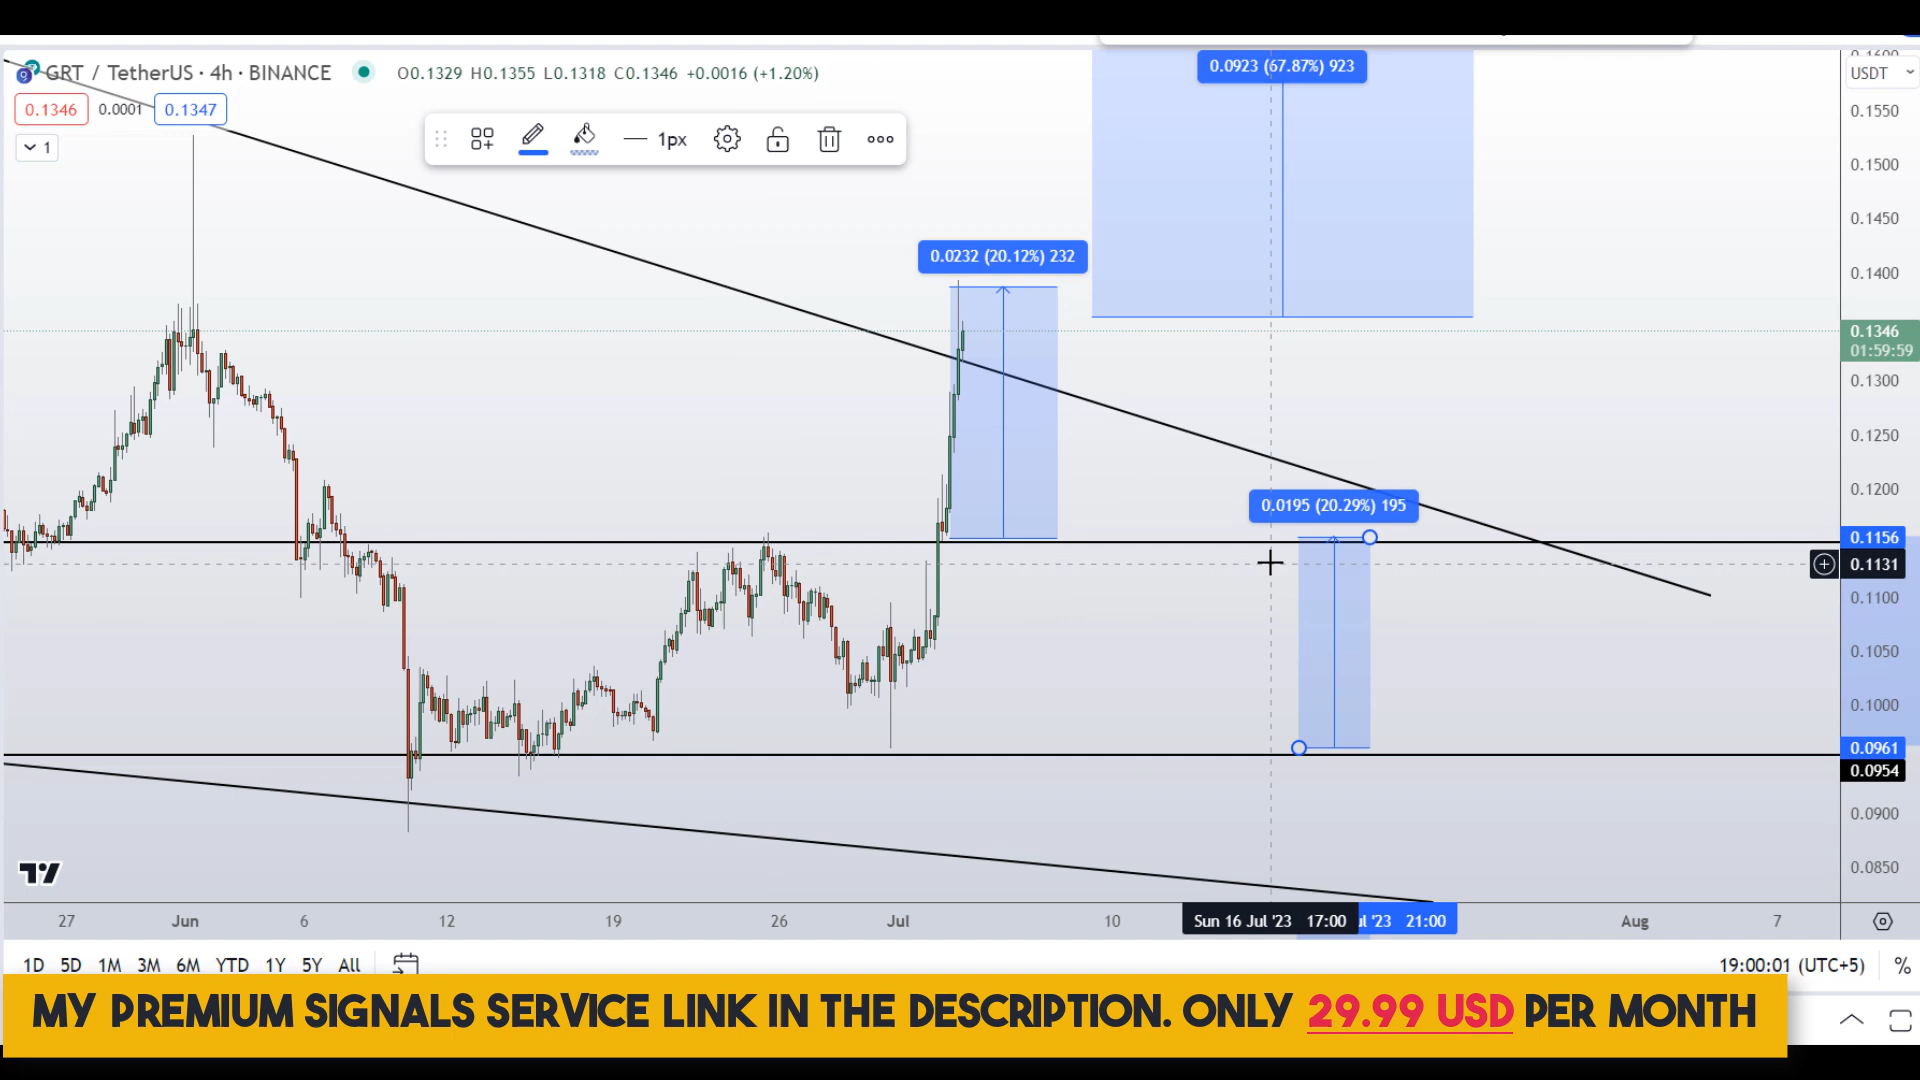 0.0923 (67.87%) 923
GRT / TetherUS · 4h · BINANCE O0.1329 H0.1355 L0.1318 C0.1346 +0.0016 (+1.20%)
USDT
0.1346 0.0001 0.1347
1
1px
0.0232 (20.12%) 232
0.0195 (20.29%) 195
0.1550
0.1500
0.1450
0.1400
0.1346
01:59:59
0.1300
0.1250
0.1200
0.1156
0.1131
0.1100
0.1050
0.1000
0.0961
0.0954
0.0900
0.0850
27 Jun 6 12 19 26 Jul 10 Sun 16 Jul '23 17:00 '23 21:00 Aug 7
1D 5D 1M 3M 6M YTD 1Y 5Y All 19:00:01 (UTC+5) %
MY PREMIUM SIGNALS SERVICE LINK IN THE DESCRIPTION. ONLY 29.99 USD PER MONTH